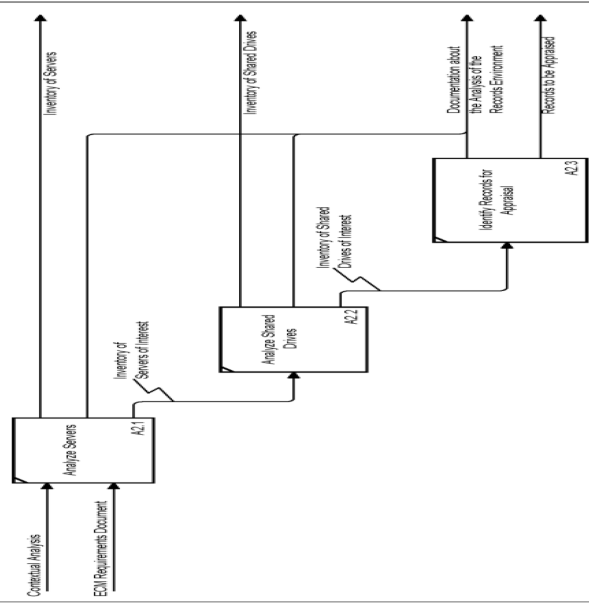 Contextual Analysis
ECM Requirements Document
Analyze Servers
A2.1
Inventory of Servers
Inventory of
Servers of Interest
Analyze Shared
Drives
A2.2
Inventory of Shared Drives
Inventory of Shared
Drives of Interest
Identify Records for
Appraisal
A2.3
Documentation about
the Analysis of the
Records Environment
Records to be Appraised